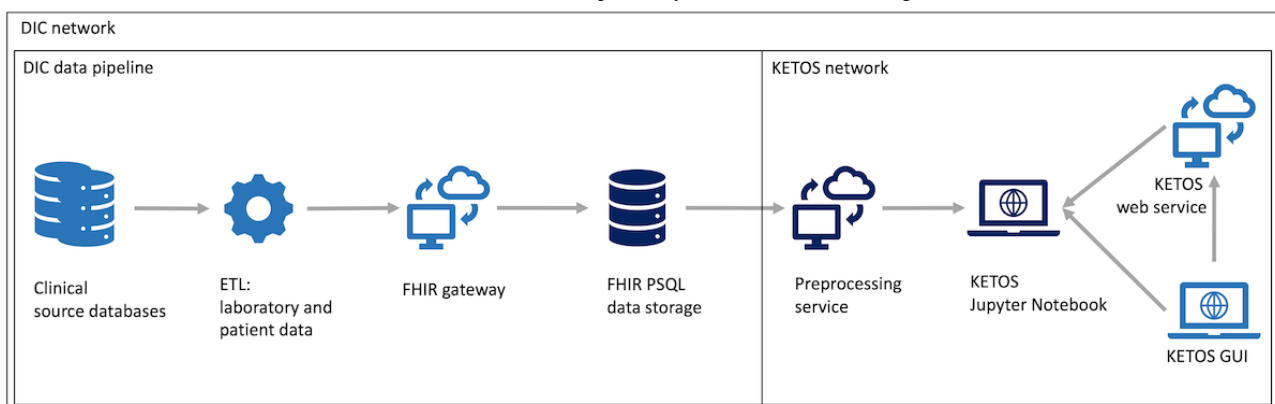 DIC network
DIC data pipeline
KETOS network
Clinical
source databases
ETL:
laboratory and
patient data
FHIR gateway
FHIR PSQL
data storage
Preprocessing
service
KETOS
Jupyter Notebook
KETOS
web service
KETOS GUI